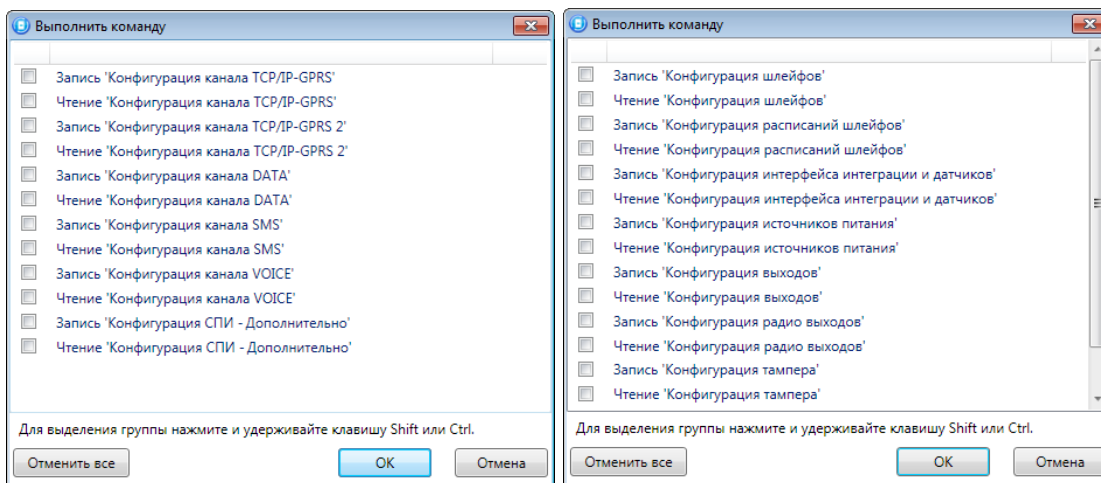 Выполнить команду
Запись 'Конфигурация канала TCP/IP-GPRS'
Чтение 'Конфигурация канала TCP/IP-GPRS'
Запись 'Конфигурация канала TCP/IP-GPRS 2'
Чтение 'Конфигурация канала TCP/IP-GPRS 2'
Запись 'Конфигурация канала DATA'
Чтение 'Конфигурация канала DATA'
Запись 'Конфигурация канала SMS'
Чтение 'Конфигурация канала SMS'
Запись 'Конфигурация канала VOICE'
Чтение 'Конфигурация канала VOICE'
Запись 'Конфигурация СПИ - Дополнительно'
Чтение 'Конфигурация СПИ - Дополнительно'
Для выделения группы нажмите и удерживайте клавишу Shift или Ctrl.
Отменить все
OK
Отмена
Выполнить команду
Запись 'Конфигурация шлейфов'
Чтение 'Конфигурация шлейфов'
Запись 'Конфигурация расписаний шлейфов'
Чтение 'Конфигурация расписаний шлейфов'
Запись 'Конфигурация интерфейса интеграции и датчиков'
Чтение 'Конфигурация интерфейса интеграции и датчиков'
Запись 'Конфигурация источников питания'
Чтение 'Конфигурация источников питания'
Запись 'Конфигурация выходов'
Чтение 'Конфигурация выходов'
Запись 'Конфигурация радио выходов'
Чтение 'Конфигурация радио выходов'
Запись 'Конфигурация тампера'
Чтение 'Конфигурация тампера'
Для выделения группы нажмите и удерживайте клавишу Shift или Ctrl.
Отменить все
OK
Отмена